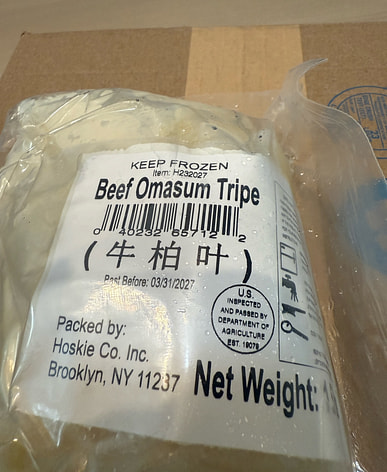 KEEP FROZEN
Item: H232027
Beef Omasum Tripe
0 40232 65712 2
(牛柏叶)
Best Before: 03/31/2027
U.S.
INSPECTED
AND PASSED BY
DEPARTMENT OF
AGRICULTURE
EST. 19079
Packed by:
Hoskie Co. Inc.
Brooklyn, NY 11237
Net Weight: